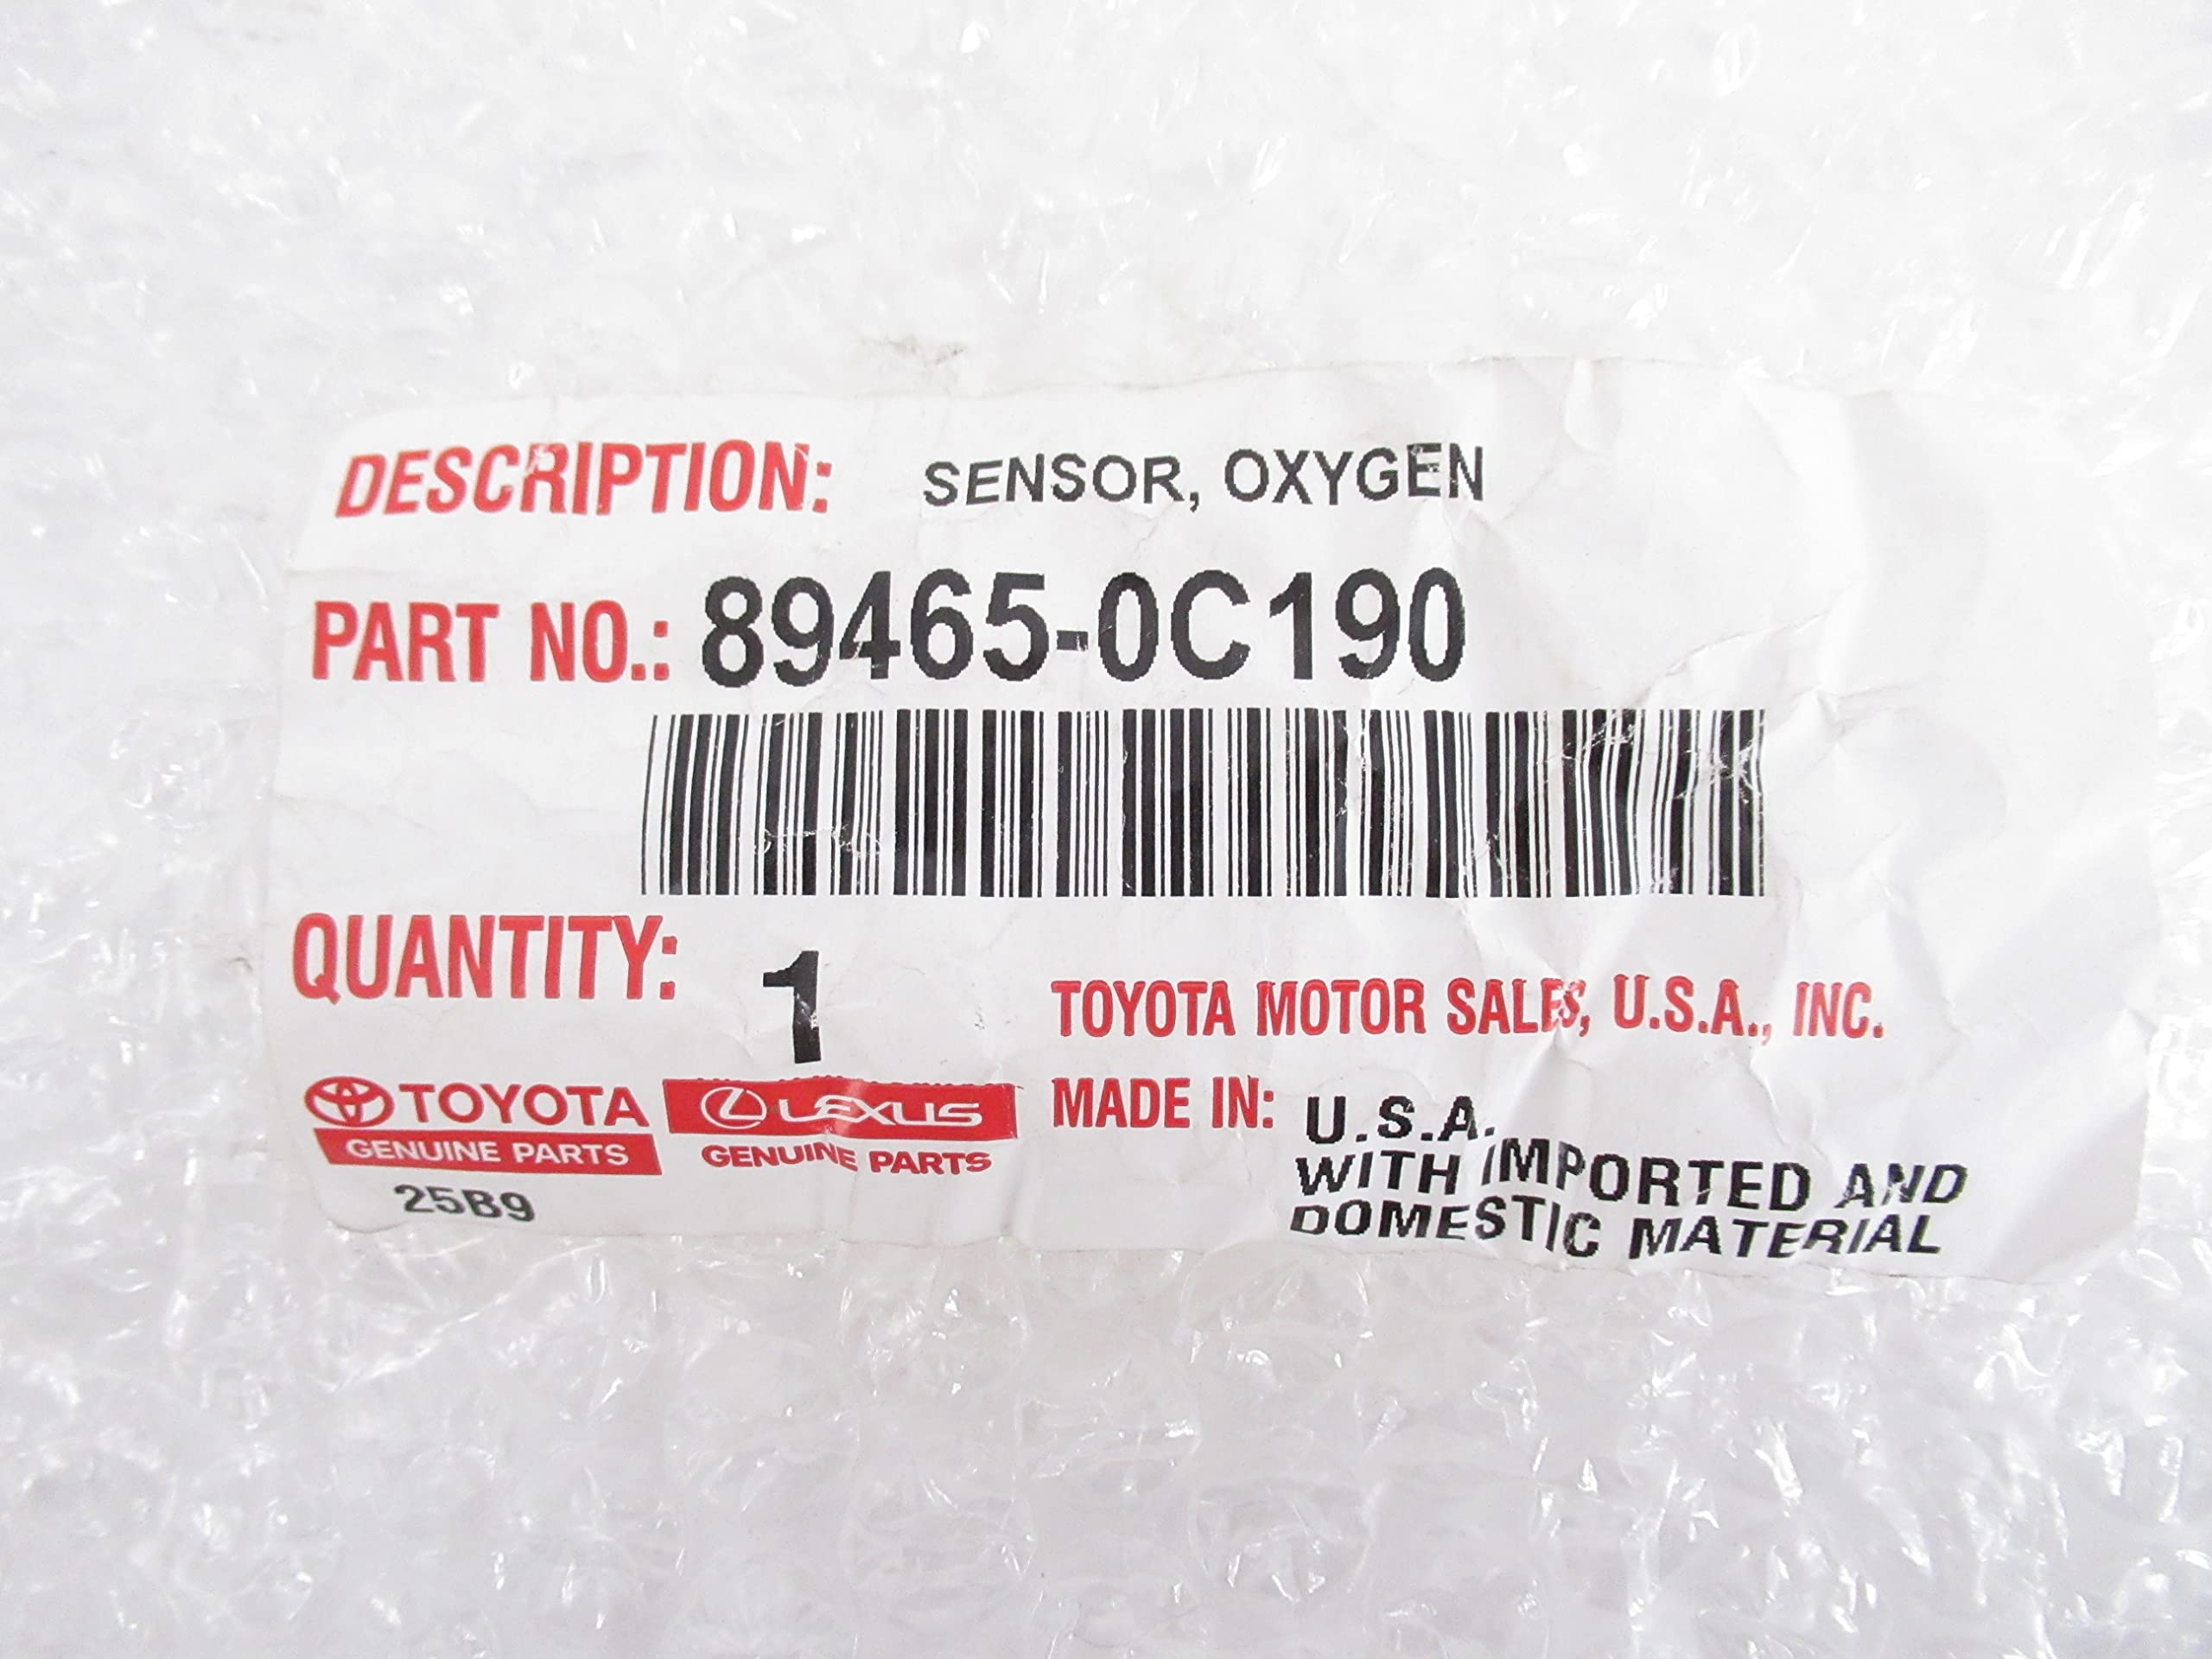 DESCRIPTION: SENSOR, OXYGEN
PART NO.: 89465-0C190
QUANTITY: 1
TOYOTA MOTOR SALES, U.S.A., INC.
TOYOTA
GENUINE PARTS
LEXUS
GENUINE PARTS
MADE IN: U.S.A.
WITH IMPORTED AND
DOMESTIC MATERIAL
25B9